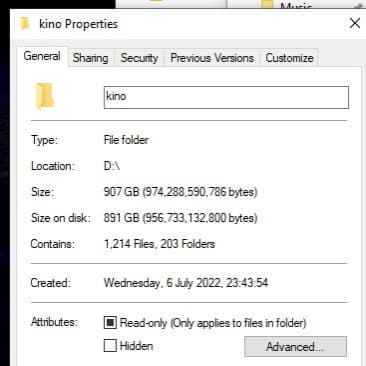 Music
kino Properties
General Sharing Security Previous Versions Customize
kino
Type: File folder
Location: D:\
Size: 907 GB (974,288,590,786 bytes)
Size on disk: 891 GB (956,733,132,800 bytes)
Contains: 1,214 Files, 203 Folders
Created: Wednesday, 6 July 2022, 23:43:54
Attributes: Read-only (Only applies to files in folder)
Hidden Advanced...